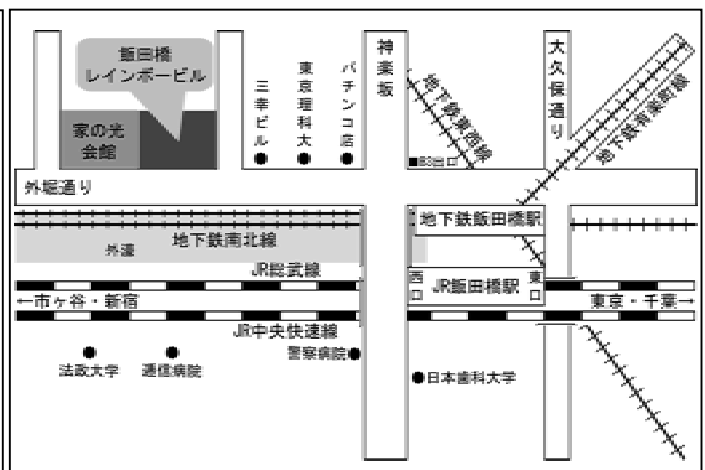 飯田橋
レインボービル
家の光
会館
三幸ビル
東京理科大
パチンコ店
神楽坂
地下鉄東西線
大久保通り
地下鉄有楽町線
■B3出口
外堀通り
地下鉄飯田橋駅
地下鉄南北線
外濠
JR総武線
西口
JR飯田橋駅
東口
←市ヶ谷・新宿
東京・千葉→
JR中央快速線
警察病院●
法政大学
逓信病院
●日本歯科大学